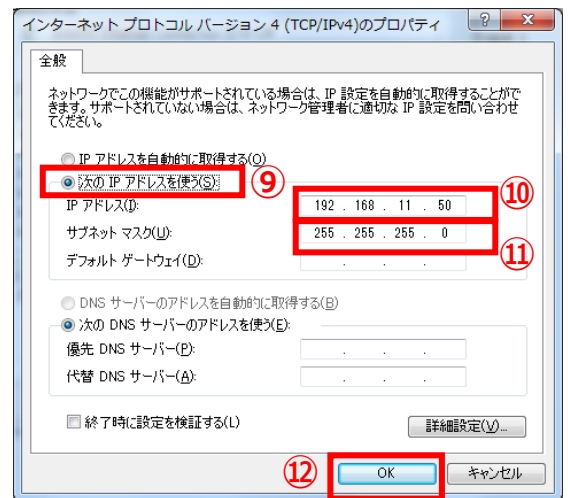 インターネット プロトコル バージョン 4 (TCP/IPv4)のプロパティ
全般
ネットワークでこの機能がサポートされている場合は、IP 設定を自動的に取得することがで
きます。サポートされていない場合は、ネットワーク管理者に適切な IP 設定を問い合わせ
てください。
IP アドレスを自動的に取得する(O)
次の IP アドレスを使う(S): ⑨
IP アドレス(I): 192 . 168 . 11 . 50 ⑩
サブネット マスク(U): 255 . 255 . 255 . 0 ⑪
デフォルト ゲートウェイ(D): . . .
DNS サーバーのアドレスを自動的に取得する(B)
次の DNS サーバーのアドレスを使う(E):
優先 DNS サーバー(P): . . .
代替 DNS サーバー(A): . . .
終了時に設定を検証する(L) 詳細設定(V)...
⑫ OK キャンセル